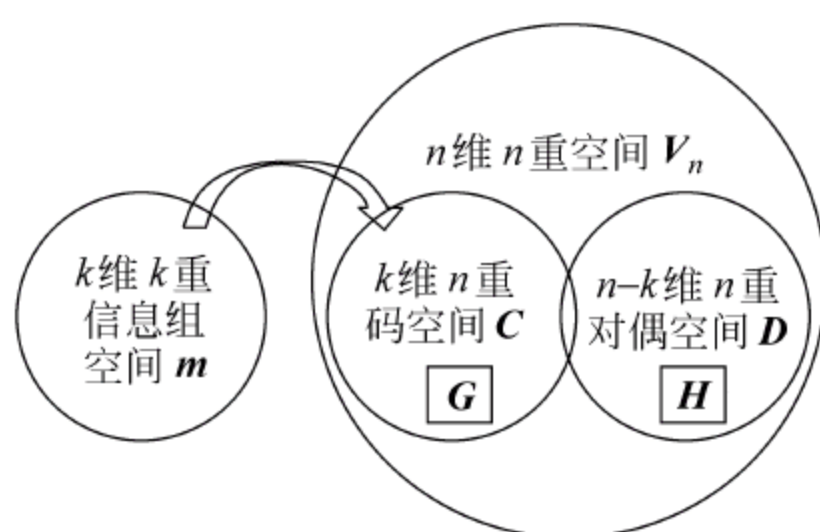 n维 n重空间 Vn
k维 k重
信息组
空间 m
k维 n重
码空间 C
G
n–k维 n重
对偶空间 D
H